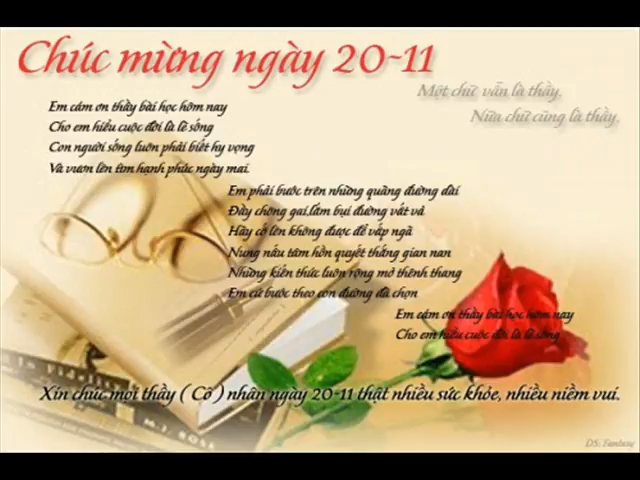 Chúc mừng ngày 20-11
Một chữ vẫn là thầy,
Nửa chữ cũng là thầy,
Em cám ơn thầy bài học hôm nay
Cho em hiểu cuộc đời là lẽ sống
Con người sống luôn phải biết hy vọng
Và vươn lên tìm hạnh phúc ngày mai.
Em phải bước trên những quãng đường dài
Đầy chông gai,lấm bụi đường vất vả
Hãy cố lên không được để vấp ngã
Nung nấu tâm hồn quyết thắng gian nan
Những kiến thức luôn rộng mở thênh thang
Em cứ bước theo con đường đã chọn
Em cám ơn thầy bài học hôm nay
Cho em hiểu cuộc đời là lẽ sống
Xin chúc mọi thầy ( Cô ) nhân ngày 20-11 thật nhiều sức khỏe, nhiều niềm vui.
M.J. ROSS
DS: